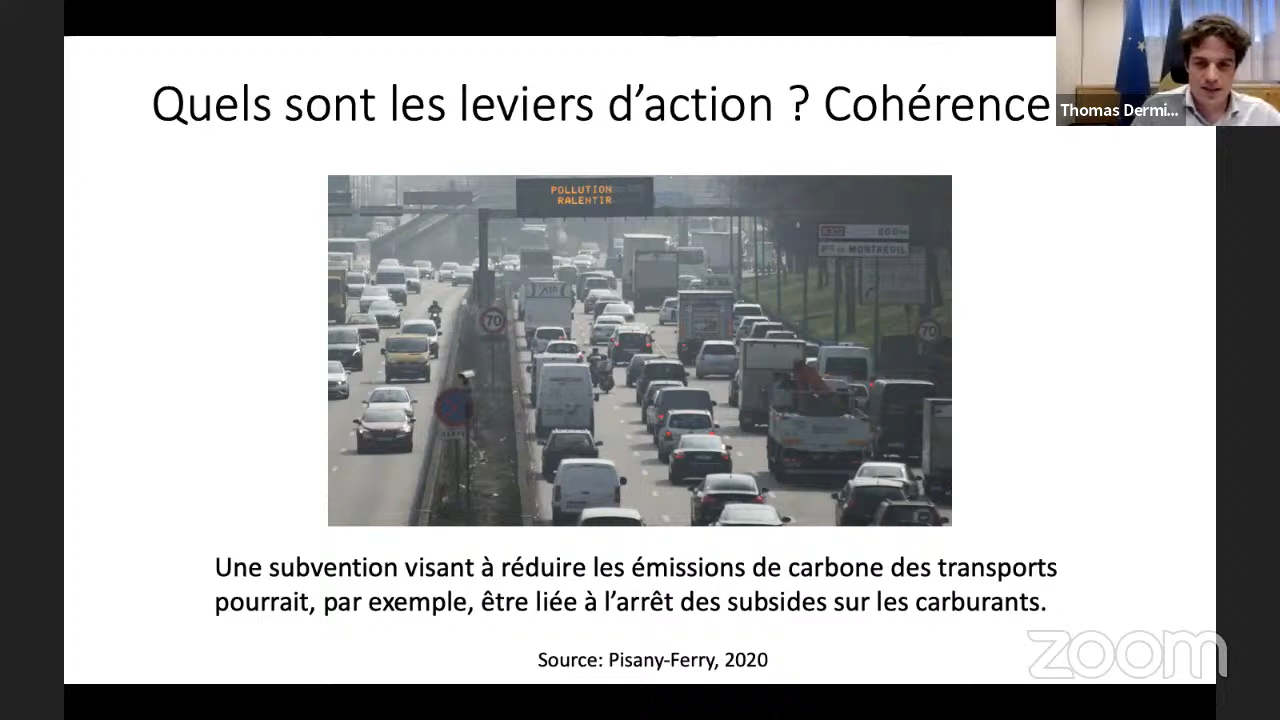 Quels sont les leviers d’action ? Cohérence
Thomas Dermi...
POLLUTION
RALENTIR
DE MONTREUIL
70
70
Une subvention visant à réduire les émissions de carbone des transports
pourrait, par exemple, être liée à l’arrêt des subsides sur les carburants.
Source: Pisany-Ferry, 2020
zoom